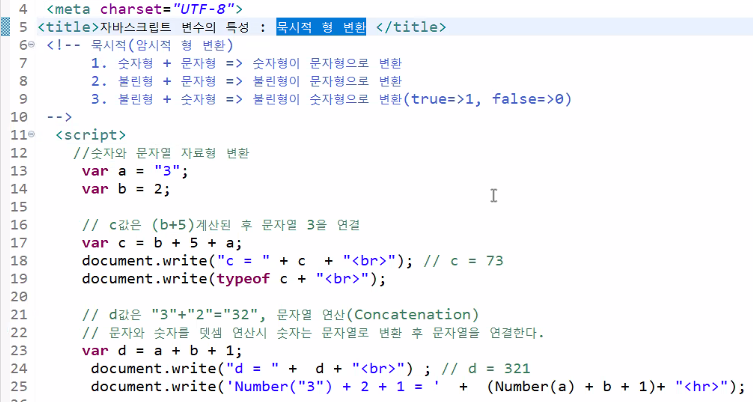 4 <meta charset="UTF-8">
5 <title>자바스크립트 변수의 특성 : 묵시적 형 변환 </title>
6 <!-- 묵시적(암시적 형 변환)
7 1. 숫자형 + 문자형 => 숫자형이 문자형으로 변환
8 2. 불린형 + 문자형 => 불린형이 문자형으로 변환
9 3. 불린형 + 숫자형 => 불린형이 숫자형으로 변환(true=>1, false=>0)
10 -->
11 <script>
12 //숫자와 문자열 자료형 변환
13 var a = "3";
14 var b = 2;
15
16 // c값은 (b+5)계산된 후 문자열 3을 연결
17 var c = b + 5 + a;
18 document.write("c = " + c + "<br>"); // c = 73
19 document.write(typeof c + "<br>");
20
21 // d값은 "3"+"2"="32", 문자열 연산(Concatenation)
22 // 문자와 숫자를 뎃셈 연산시 숫자는 문자열로 변환 후 문자열을 연결한다.
23 var d = a + b + 1;
24 document.write("d = " + d + "<br>") ; // d = 321
25 document.write('Number("3") + 2 + 1 = ' + (Number(a) + b + 1)+ "<hr>");